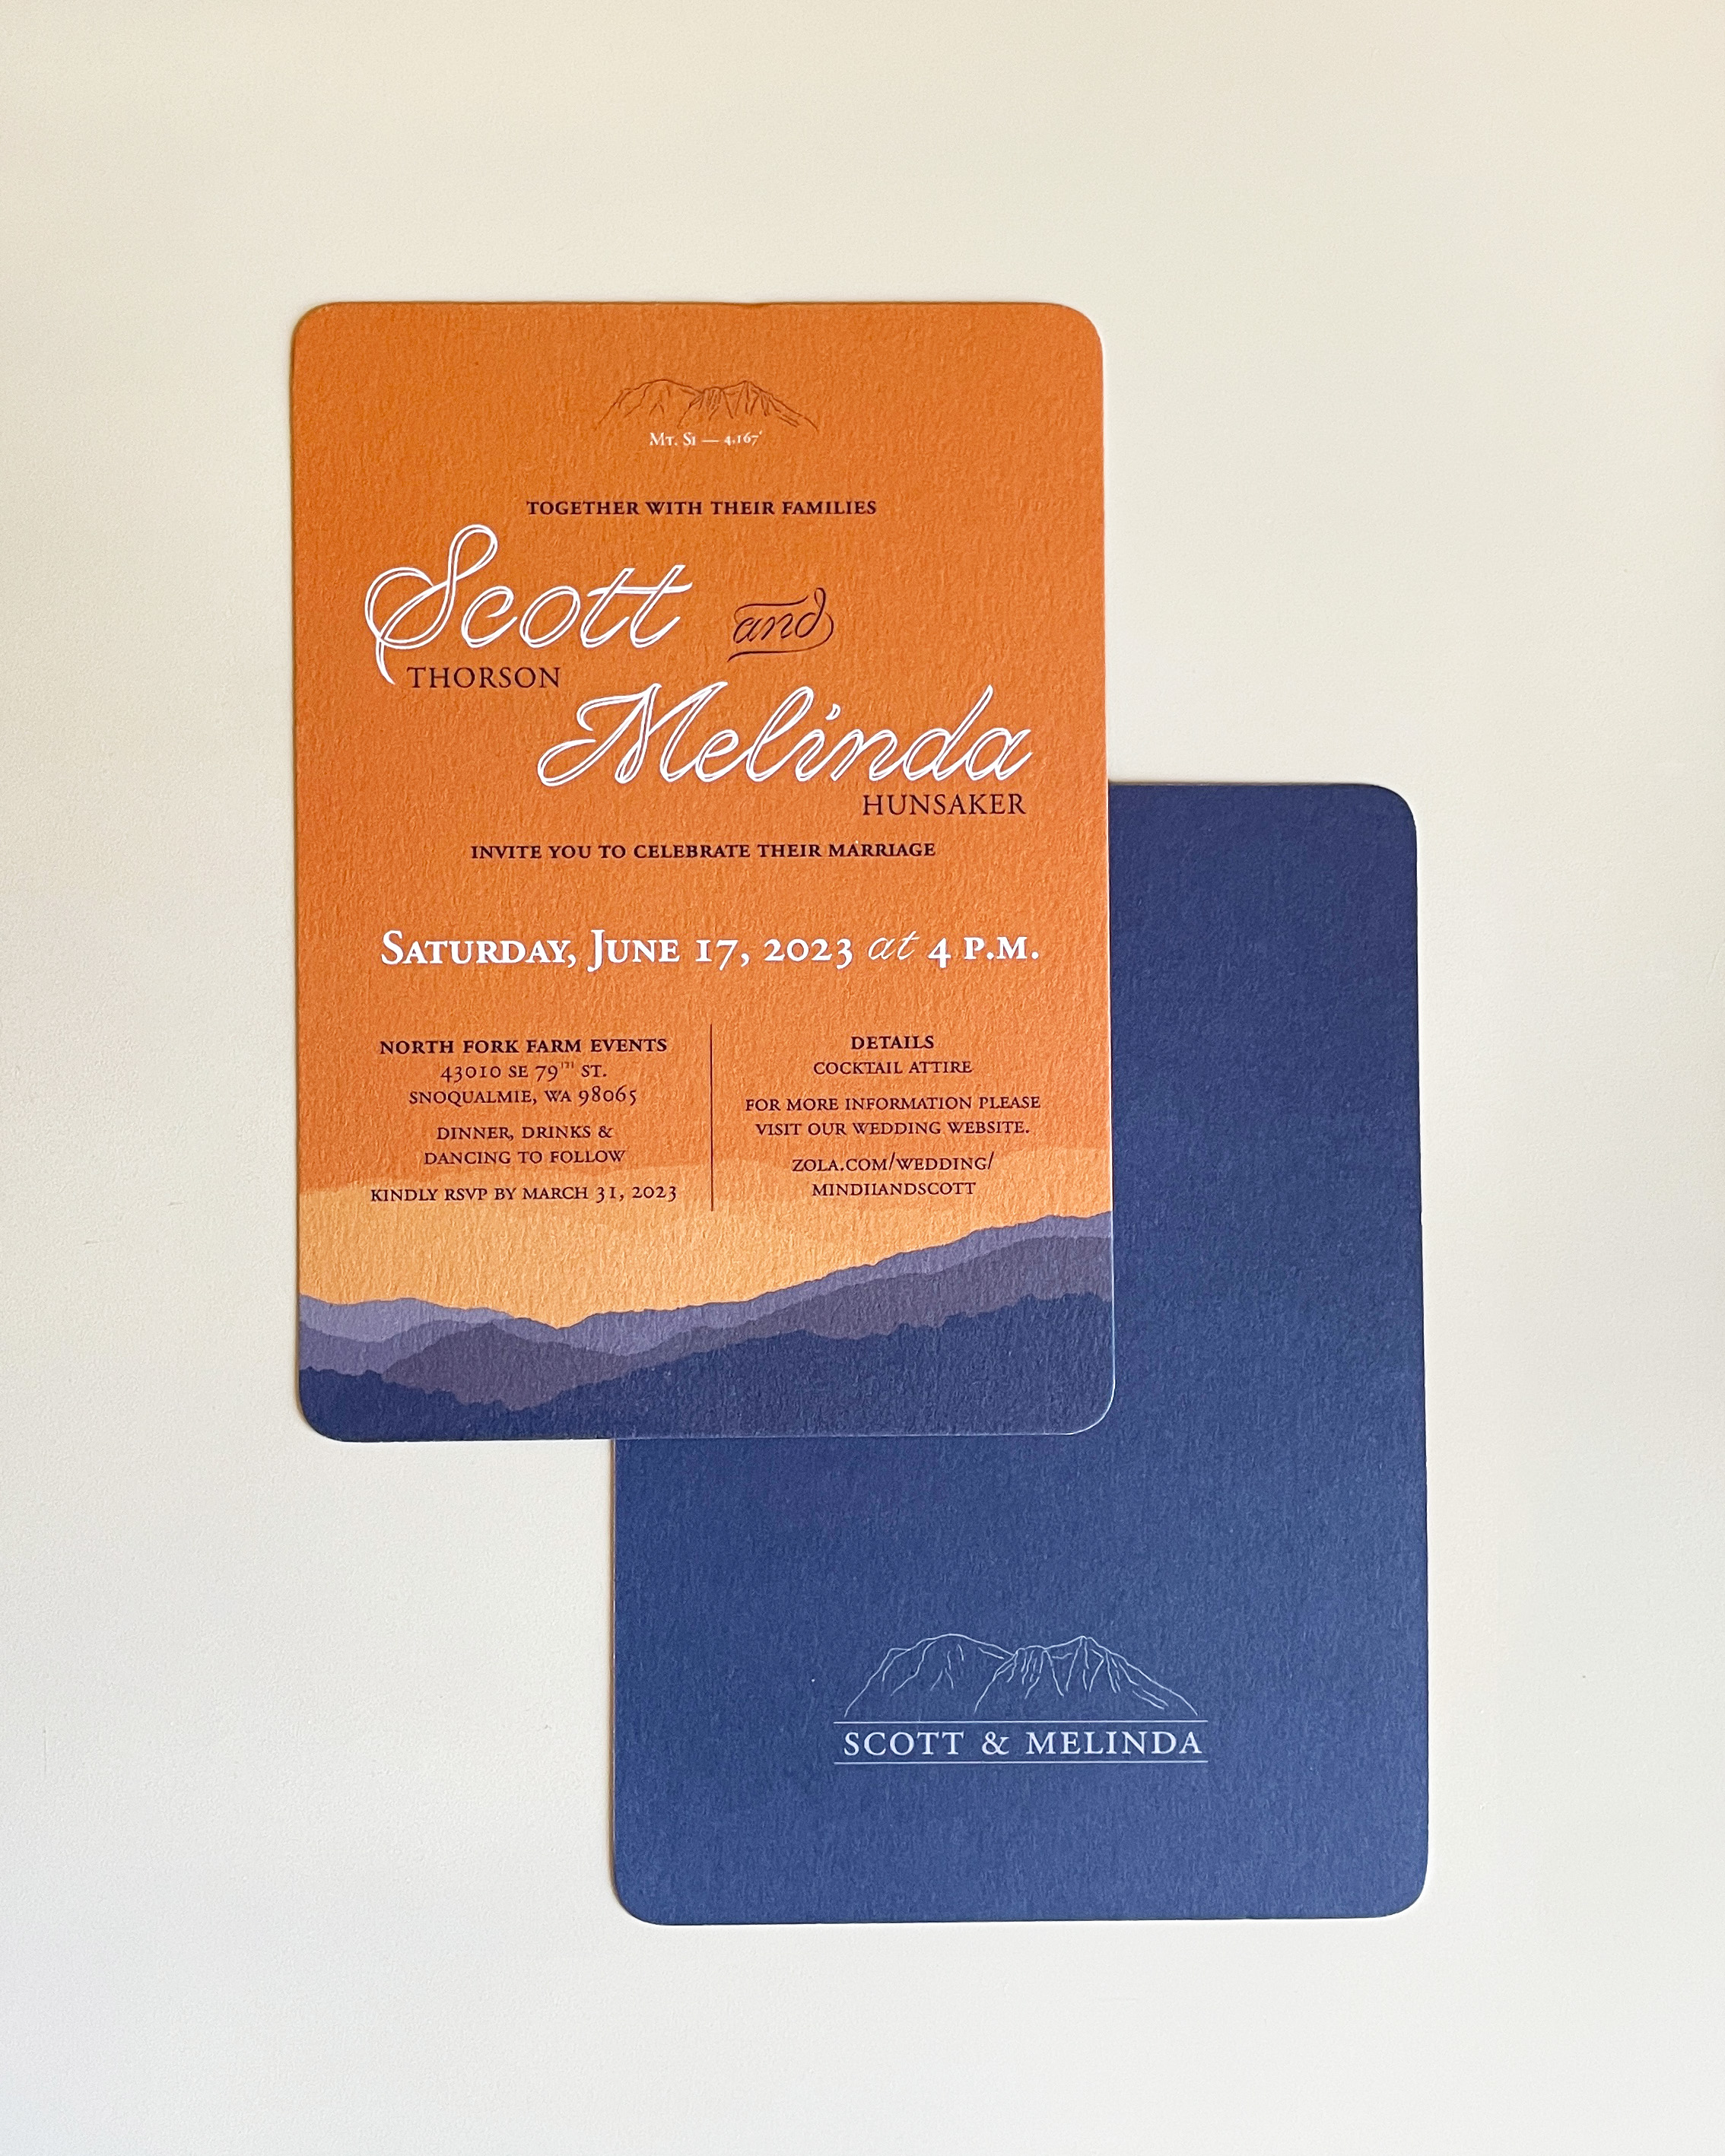 Mt. Si — 4,167'
TOGETHER WITH THEIR FAMILIES
Scott and
THORSON
Melinda
HUNSAKER
INVITE YOU TO CELEBRATE THEIR MARRIAGE
Saturday, June 17, 2023 at 4 P.M.
NORTH FORK FARM EVENTS
43010 SE 79TH ST.
SNOQUALMIE, WA 98065
DINNER, DRINKS &
DANCING TO FOLLOW
KINDLY RSVP BY MARCH 31, 2023
DETAILS
COCKTAIL ATTIRE
FOR MORE INFORMATION PLEASE
VISIT OUR WEDDING WEBSITE.
ZOLA.COM/WEDDING/
MINDIIANDSCOTT
SCOTT & MELINDA